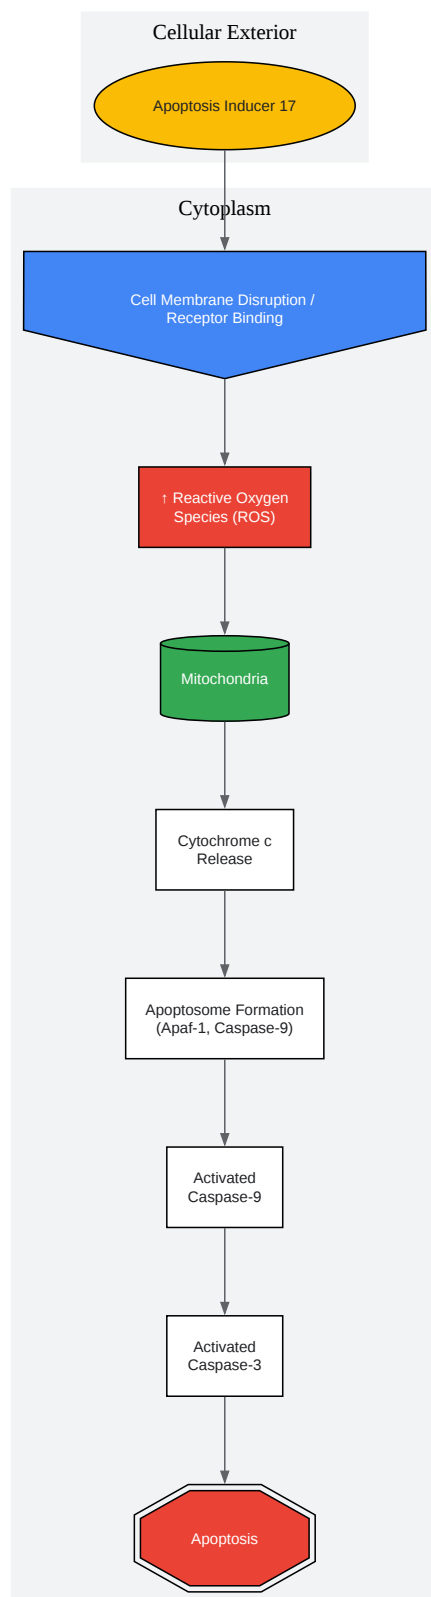 Cellular Exterior
Apoptosis Inducer 17
Cytoplasm
Cell Membrane Disruption /
Receptor Binding
↑ Reactive Oxygen
Species (ROS)
Mitochondria
Cytochrome c
Release
Apoptosome Formation
(Apaf-1, Caspase-9)
Activated
Caspase-9
Activated
Caspase-3
Apoptosis